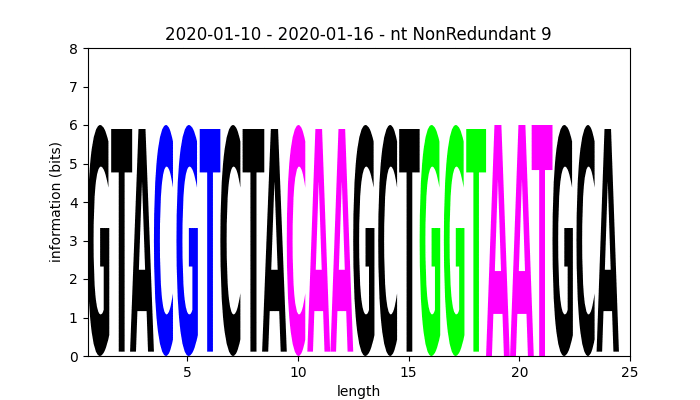 2020-01-10 - 2020-01-16 - nt NonRedundant 9
8
7
6
5
4
3
2
1
0
information (bits)
GTACGTCTACAAGCTGGTAATGCA
5 10 15 20 25
length